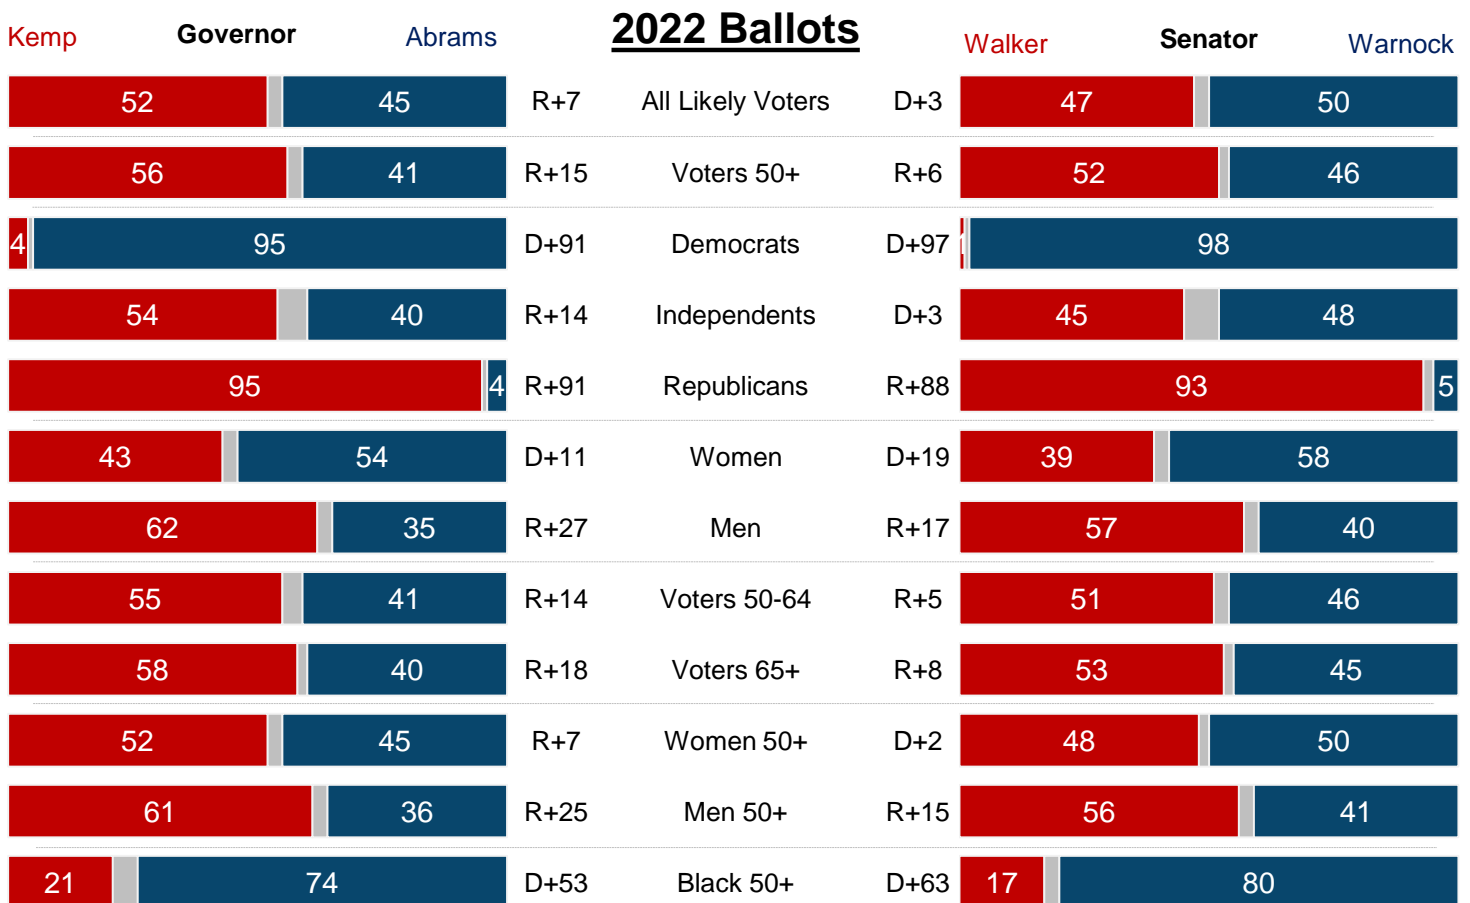 2022 Ballots
Kemp Governor Abrams Walker Senator Warnock
52 45 R+7 All Likely Voters D+3 47 50
56 41 R+15 Voters 50+ R+6 52 46
4 95 D+91 Democrats D+97 1 98
54 40 R+14 Independents D+3 45 48
95 4 R+91 Republicans R+88 93 5
43 54 D+11 Women D+19 39 58
62 35 R+27 Men R+17 57 40
55 41 R+14 Voters 50-64 R+5 51 46
58 40 R+18 Voters 65+ R+8 53 45
52 45 R+7 Women 50+ D+2 48 50
61 36 R+25 Men 50+ R+15 56 41
21 74 D+53 Black 50+ D+63 17 80